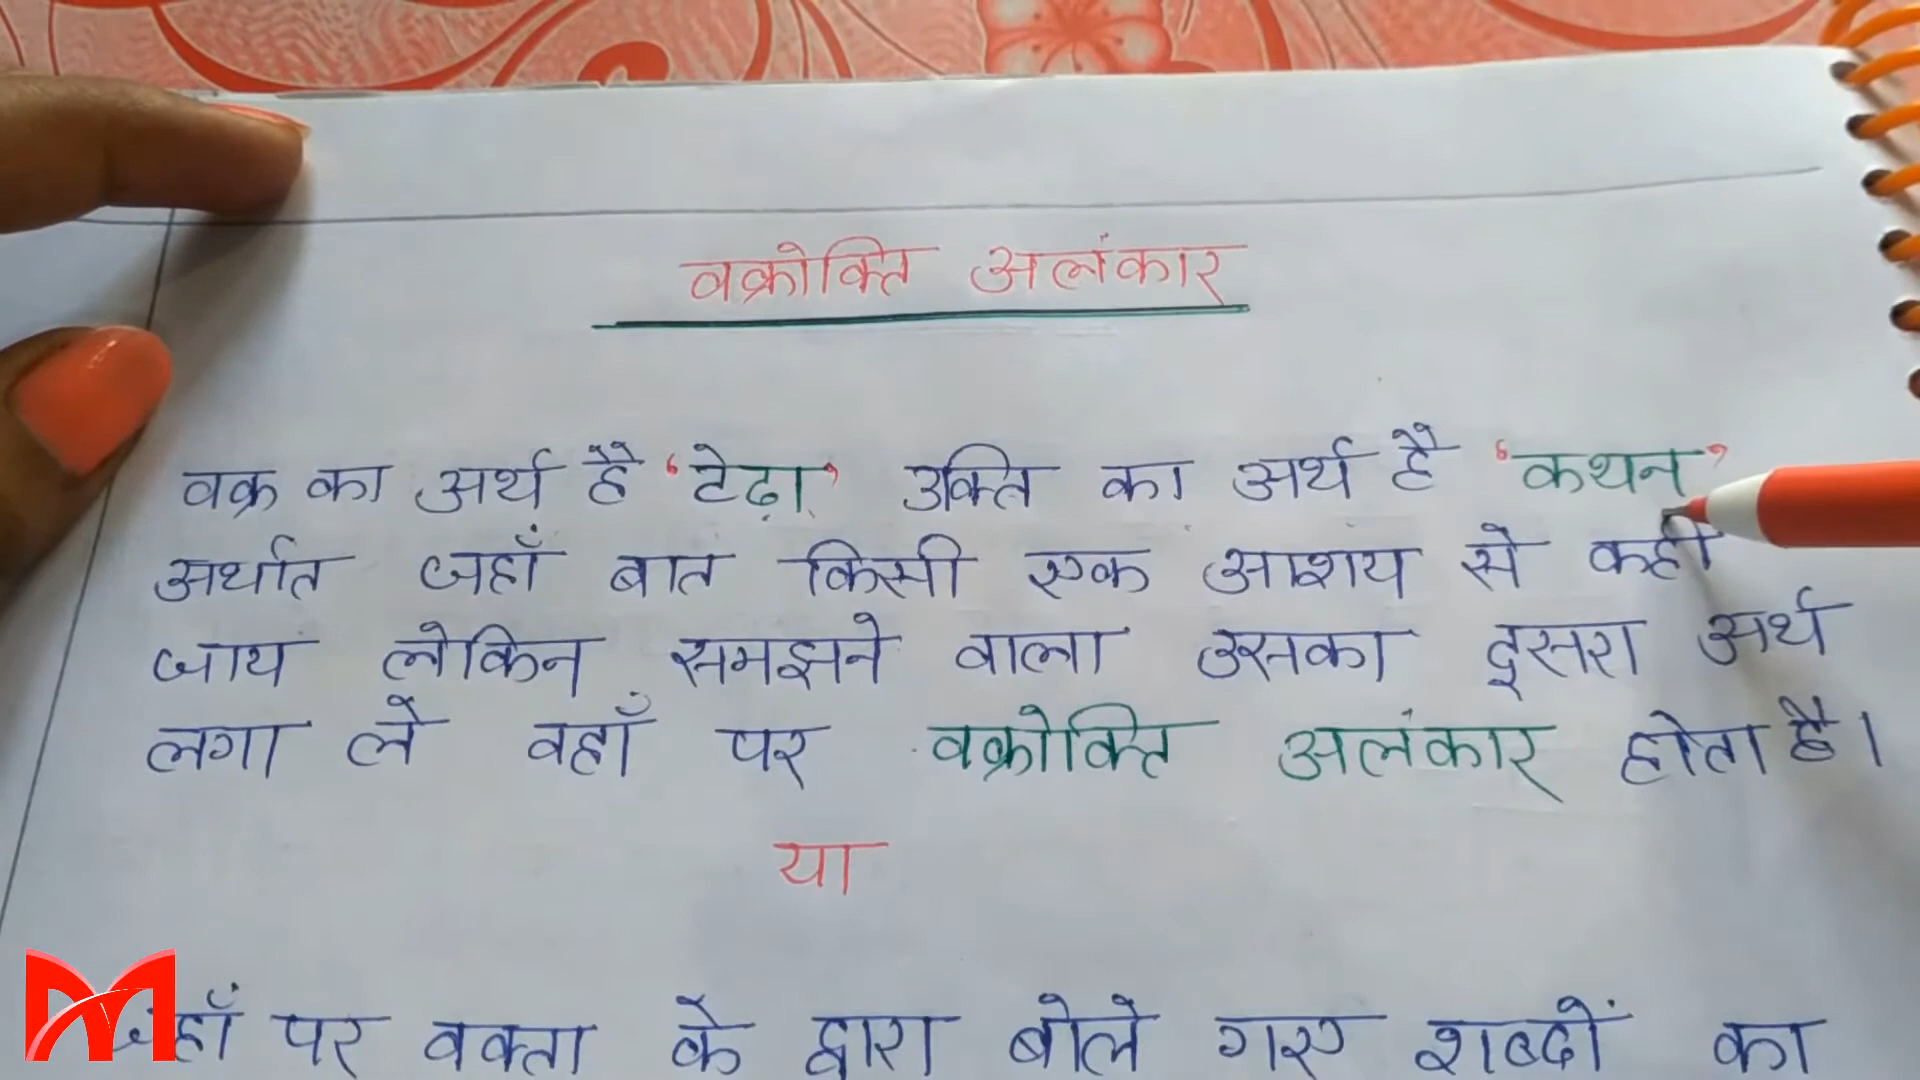 वक्रोक्ति अलंकार
वक्र का अर्थ है 'टेढ़ा' उक्ति का अर्थ है 'कथन'
अर्थात जहाँ बात किसी एक आशय से कही
जाय लेकिन समझने वाला उसका दूसरा अर्थ
लगा ले वहाँ पर वक्रोक्ति अलंकार होता है।
या
जहाँ पर वक्ता के द्वारा बोले गए शब्दों का